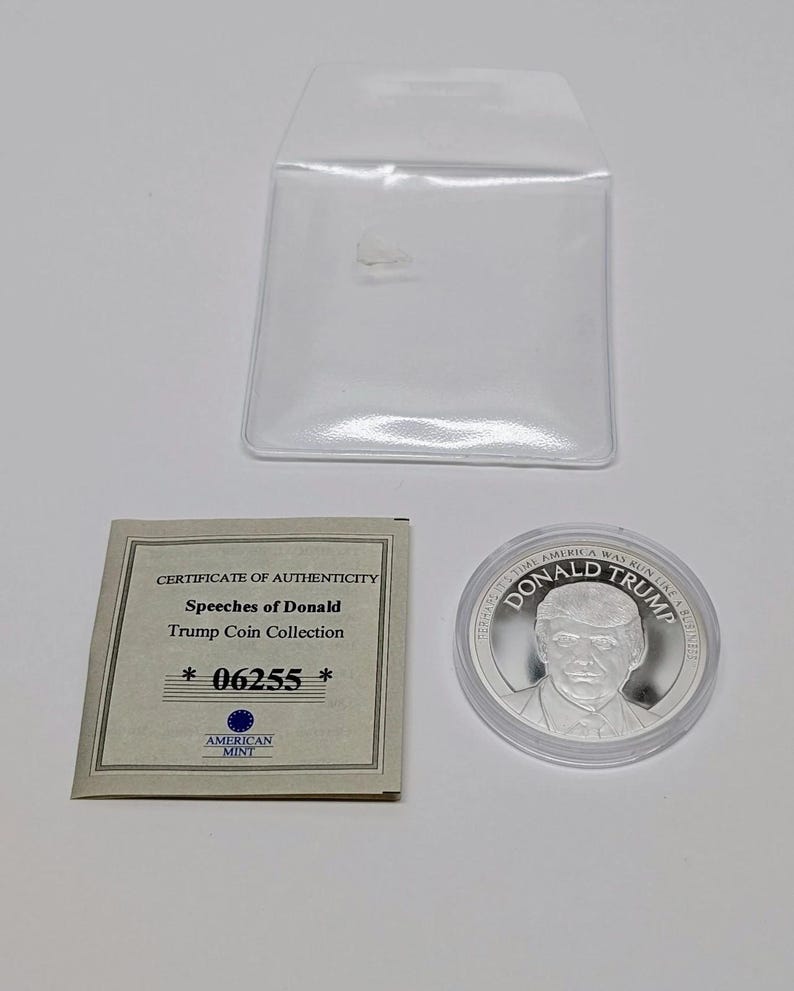 CERTIFICATE OF AUTHENTICITY
Speeches of Donald
Trump Coin Collection
* 06255 *
AMERICAN
MINT
"PERHAPS IT'S TIME AMERICA WAS RUN LIKE A BUSINESS"
DONALD TRUMP